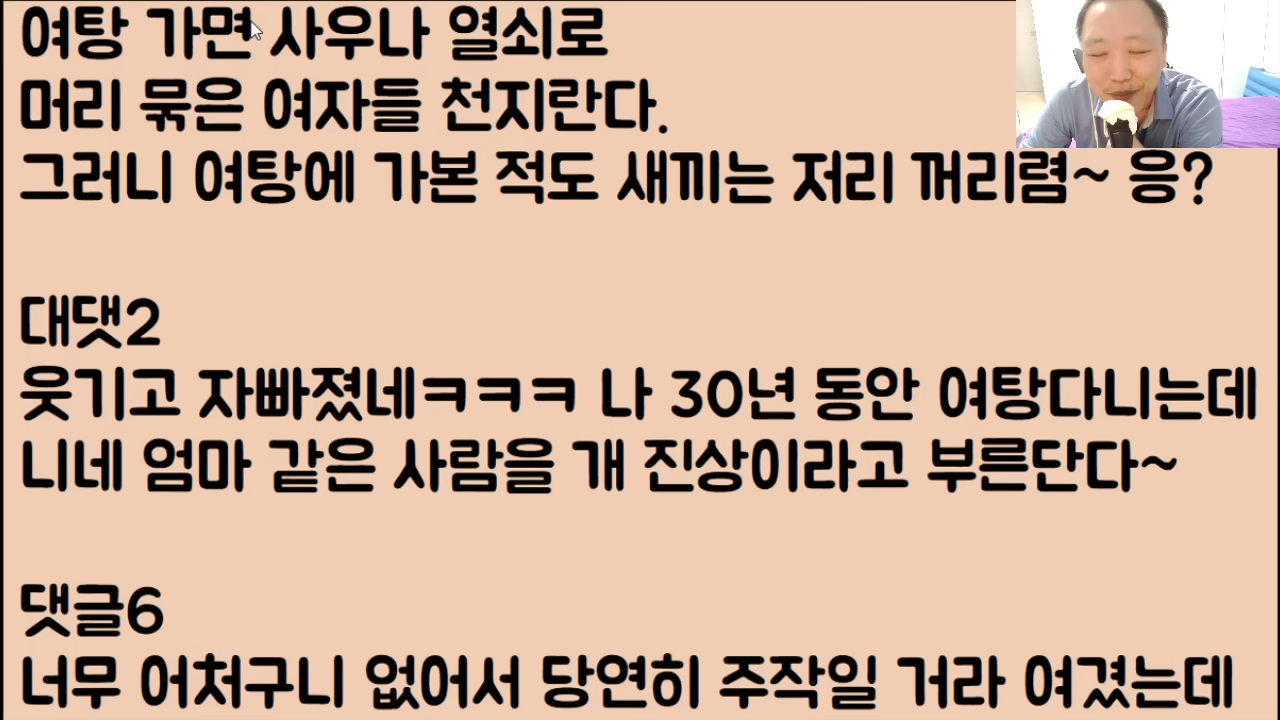 여탕 가면 사우나 열쇠로
머리 묶은 여자들 천지란다.
그러니 여탕에 가본 적도 새끼는 저리 꺼리렴~ 응?
대댓2
웃기고 자빠졌네ㅋㅋㅋ 나 30년 동안 여탕다니는데
니네 엄마 같은 사람을 개 진상이라고 부른단다~
댓글6
너무 어처구니 없어서 당연히 주작일 거라 여겼는데